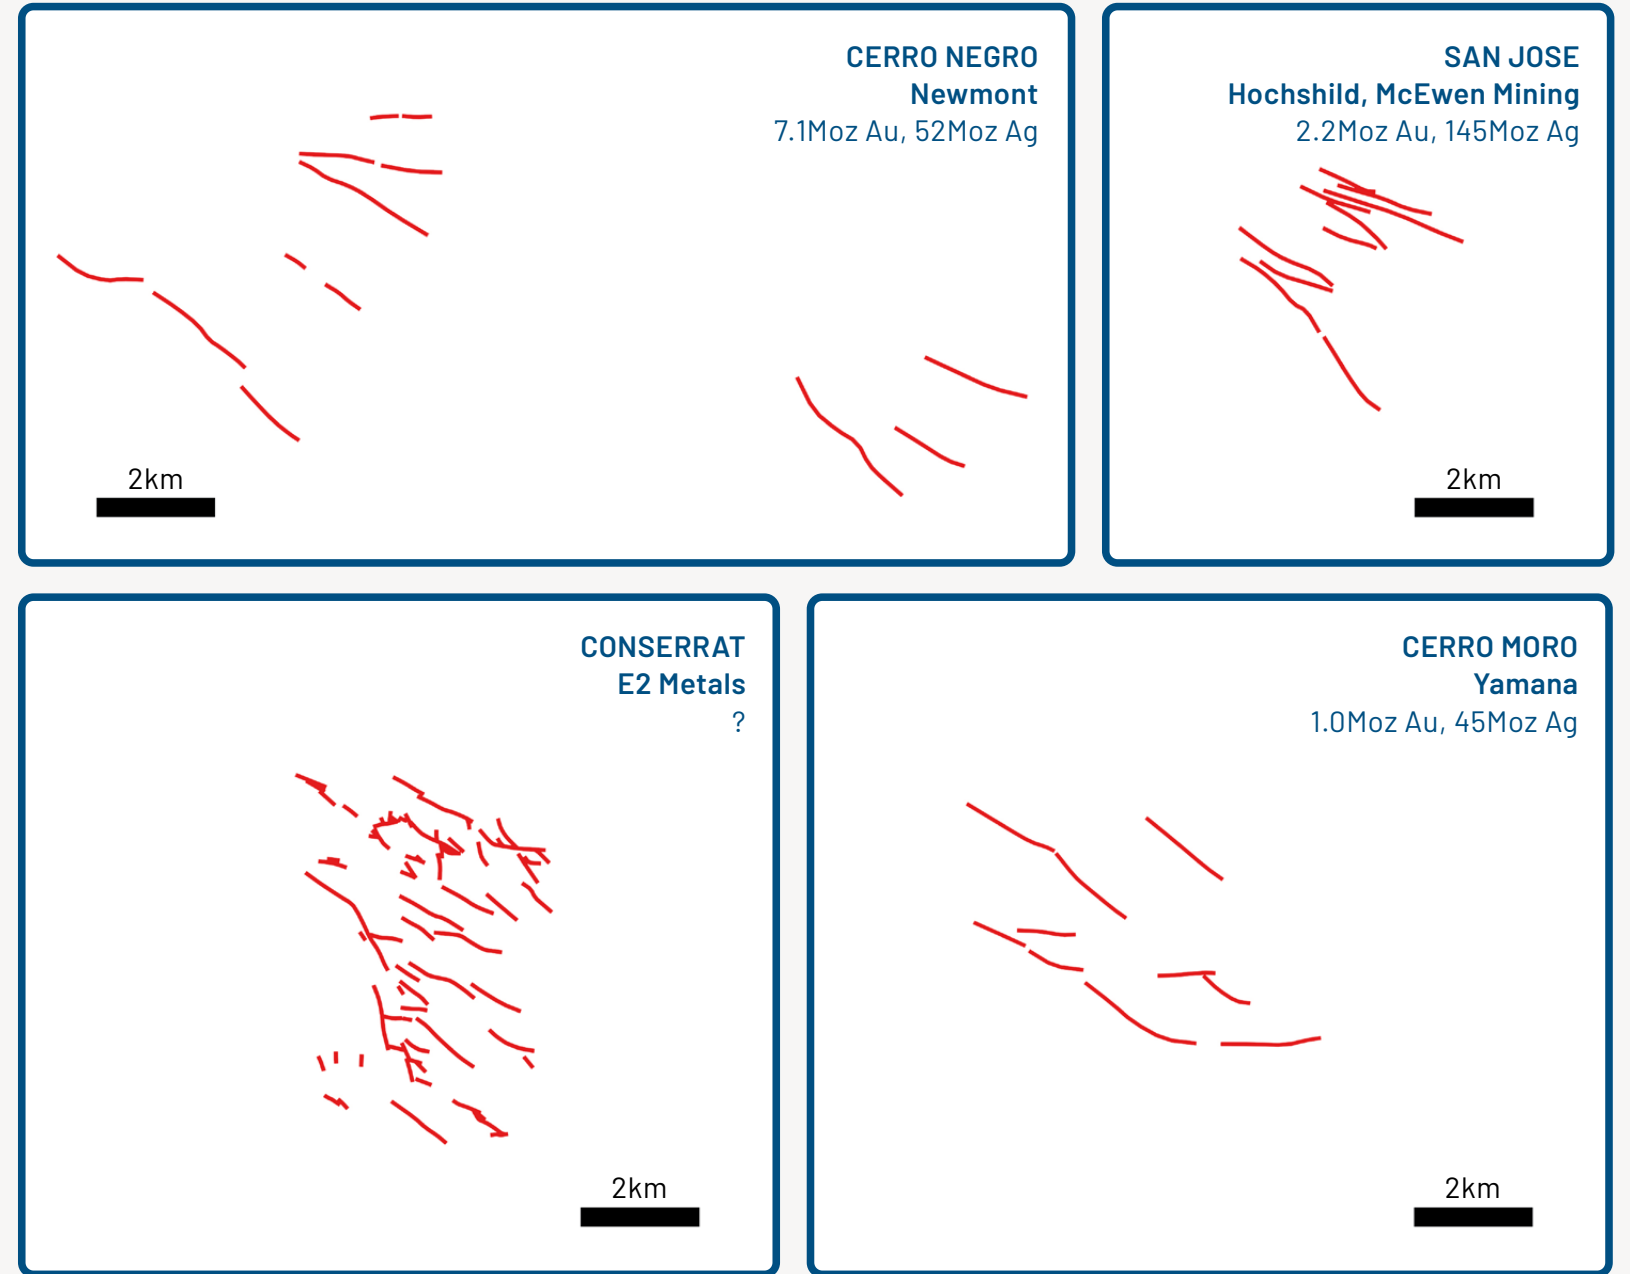 CERRO NEGRO
Newmont
7.1Moz Au, 52Moz Ag
2km
SAN JOSE
Hochshild, McEwen Mining
2.2Moz Au, 145Moz Ag
2km
CONSERRAT
E2 Metals
?
2km
CERRO MORO
Yamana
1.0Moz Au, 45Moz Ag
2km